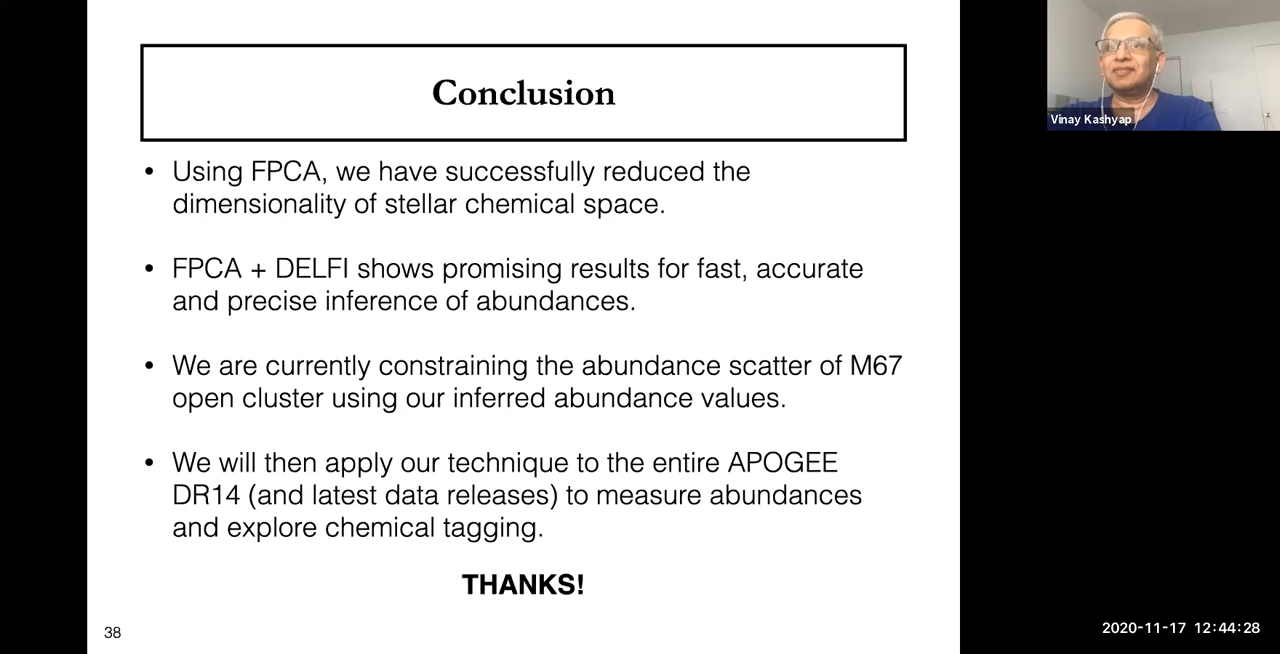 Conclusion
• Using FPCA, we have successfully reduced the
dimensionality of stellar chemical space.
• FPCA + DELFI shows promising results for fast, accurate
and precise inference of abundances.
• We are currently constraining the abundance scatter of M67
open cluster using our inferred abundance values.
• We will then apply our technique to the entire APOGEE
DR14 (and latest data releases) to measure abundances
and explore chemical tagging.
THANKS!
38
Vinay Kashyap
2020-11-17 12:44:28